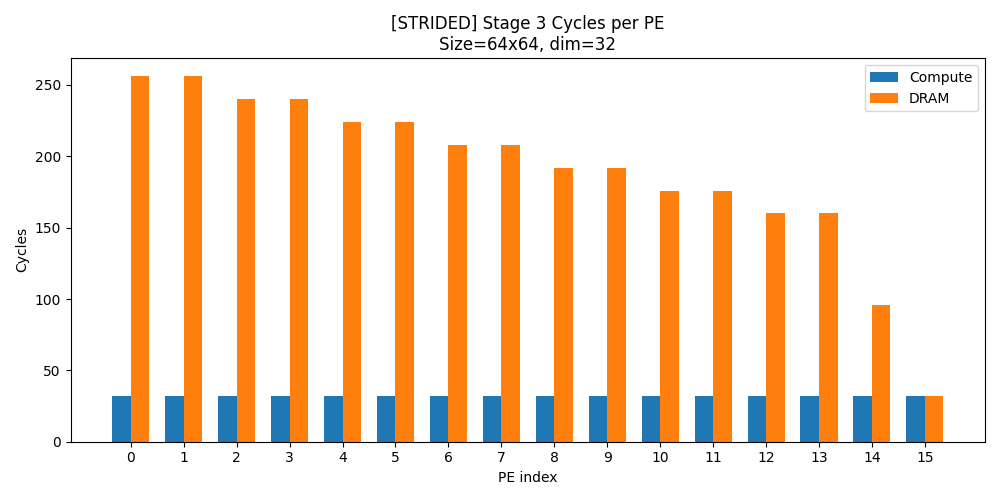 [STRIDED] Stage 3 Cycles per PE
Size=64x64, dim=32
Compute
DRAM
Cycles
250
200
150
100
50
0
0 1 2 3 4 5 6 7 8 9 10 11 12 13 14 15
PE index